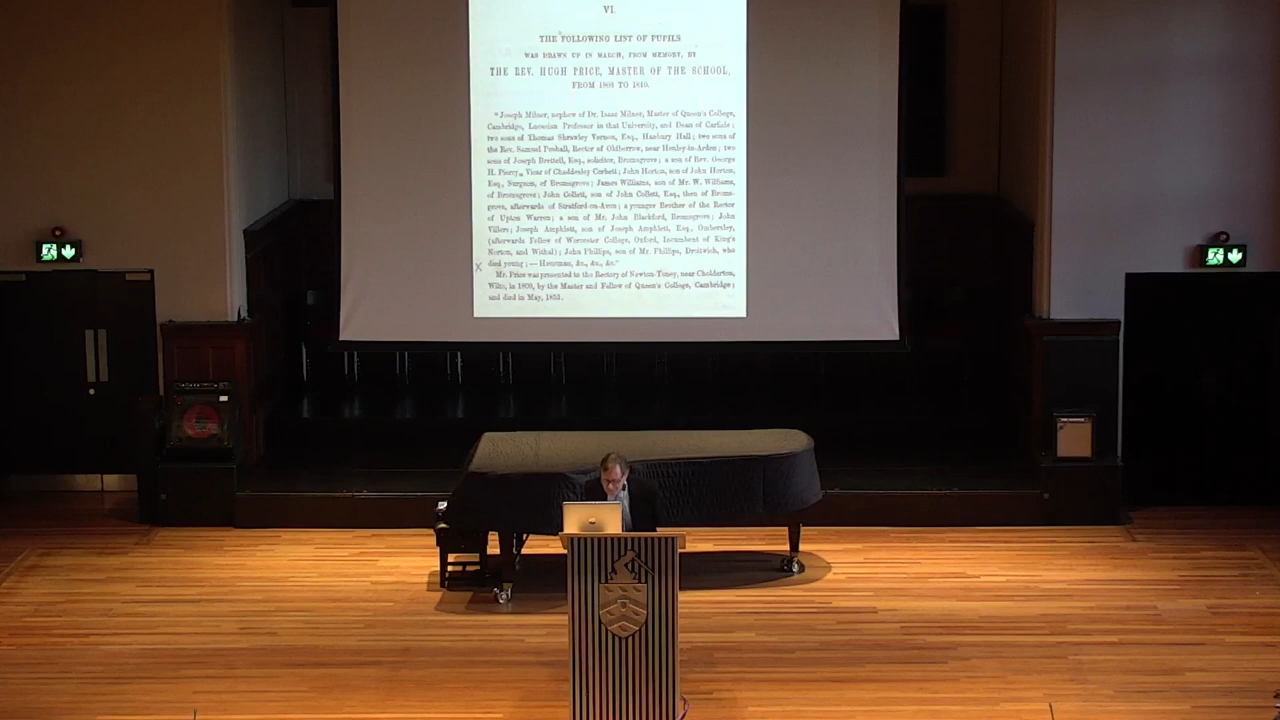 VI.
THE FOLLOWING LIST OF PUPILS
WAS DRAWN UP IN MARCH, FROM MEMORY, BY
THE REV. HUGH PRICE, MASTER OF THE SCHOOL,
FROM 1801 TO 1810.
"Joseph Milner, nephew of Dr. Isaac Milner, Master of Queen's College,
Cambridge, Lucasian Professor in that University, and Dean of Carlisle;
two sons of Thomas Shrawley Vernon, Esq., Hanbury Hall; two sons of
the Rev. Samuel Peshall, Rector of Oldberrow, near Henley-in-Arden; two
sons of Joseph Brettell, Esq., solicitor, Bromsgrove; a son of Rev. George
H. Piercy, Vicar of Chaddesley Corbett; John Horton, son of John Horton,
Esq., Surgeon, of Bromsgrove; James Williams, son of Mr. W. Williams,
of Bromsgrove; John Collett, son of John Collett, Esq., then of Broms-
grove, afterwards of Stratford-on-Avon; a younger Brother of the Rector
of Upton Warren; a son of Mr. John Blackford, Bromsgrove; John
Villers; Joseph Amphlett, son of Joseph Amphlett, Esq., Ombersley,
(afterwards Fellow of Worcester College, Oxford, Incumbent of King's
Norton, and Withal); John Phillips, son of Mr. Phillips, Droitwich, who
died young;— Housman, &c., &c., &c."
X
Mr. Price was presented to the Rectory of Newton-Toney, near Cholderton,
Wilts, in 1809, by the Master and Fellow of Queen's College, Cambridge;
and died in May, 1853.